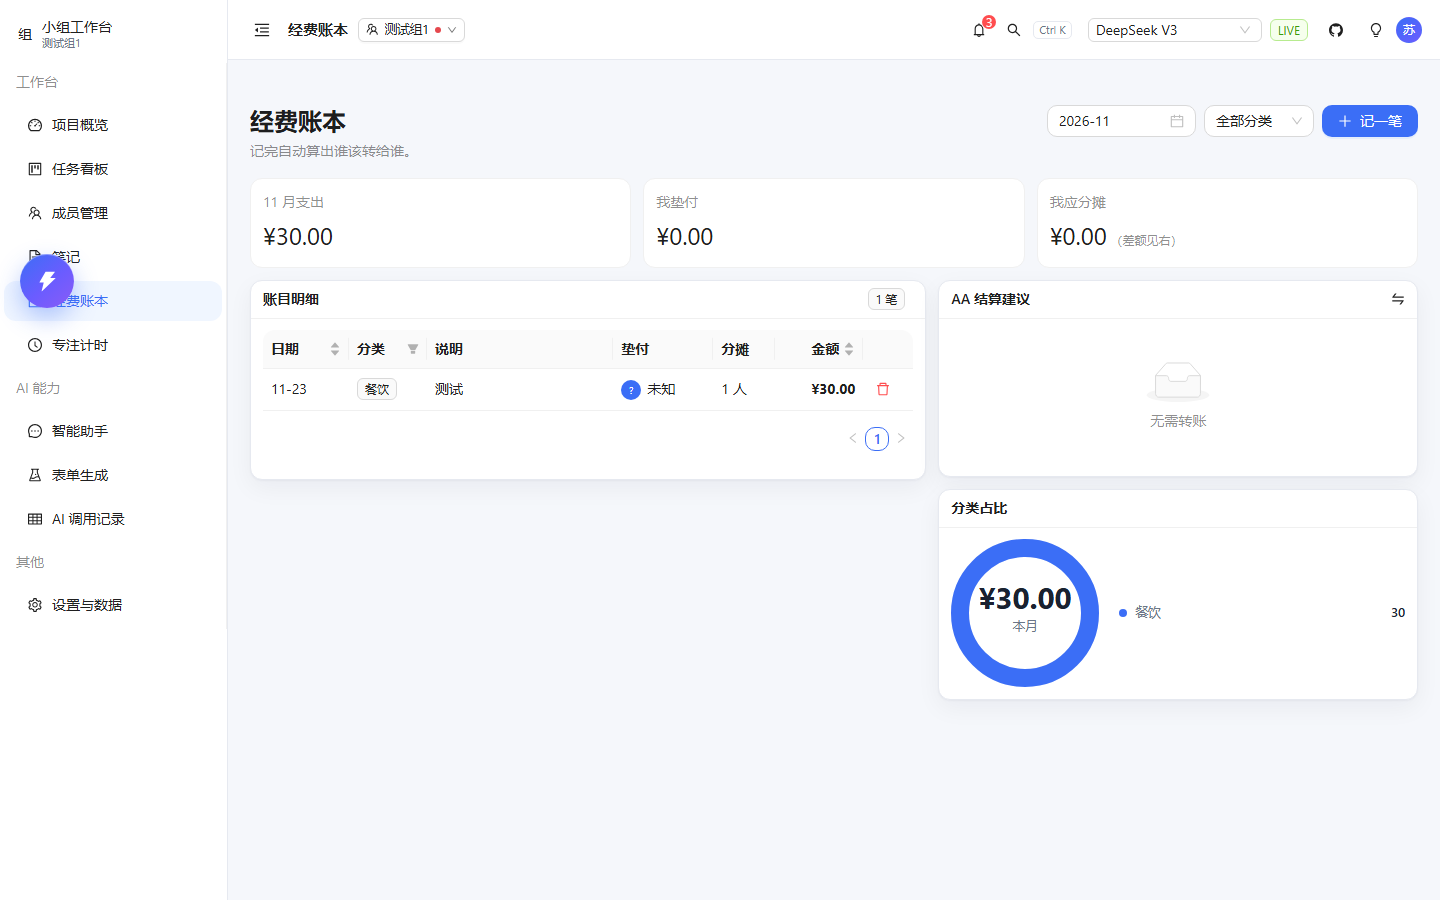 组
小组工作台
测试组1
工作台
项目概览
任务看板
成员管理
笔记
经费账本
专注计时
AI 能力
智能助手
表单生成
AI 调用记录
其他
设置与数据
经费账本
测试组1
3
Ctrl K
DeepSeek V3
LIVE
苏
经费账本
记完自动算出谁该转给谁。
2026-11
全部分类
记一笔
11 月支出
¥30.00
我垫付
¥0.00
我应分摊
¥0.00 (差额见右)
账目明细
1 笔
日期 分类 说明 垫付 分摊 金额
11-23 餐饮 测试 ? 未知 1 人 ¥30.00
1
AA 结算建议
无需转账
分类占比
¥30.00
本月
餐饮 30